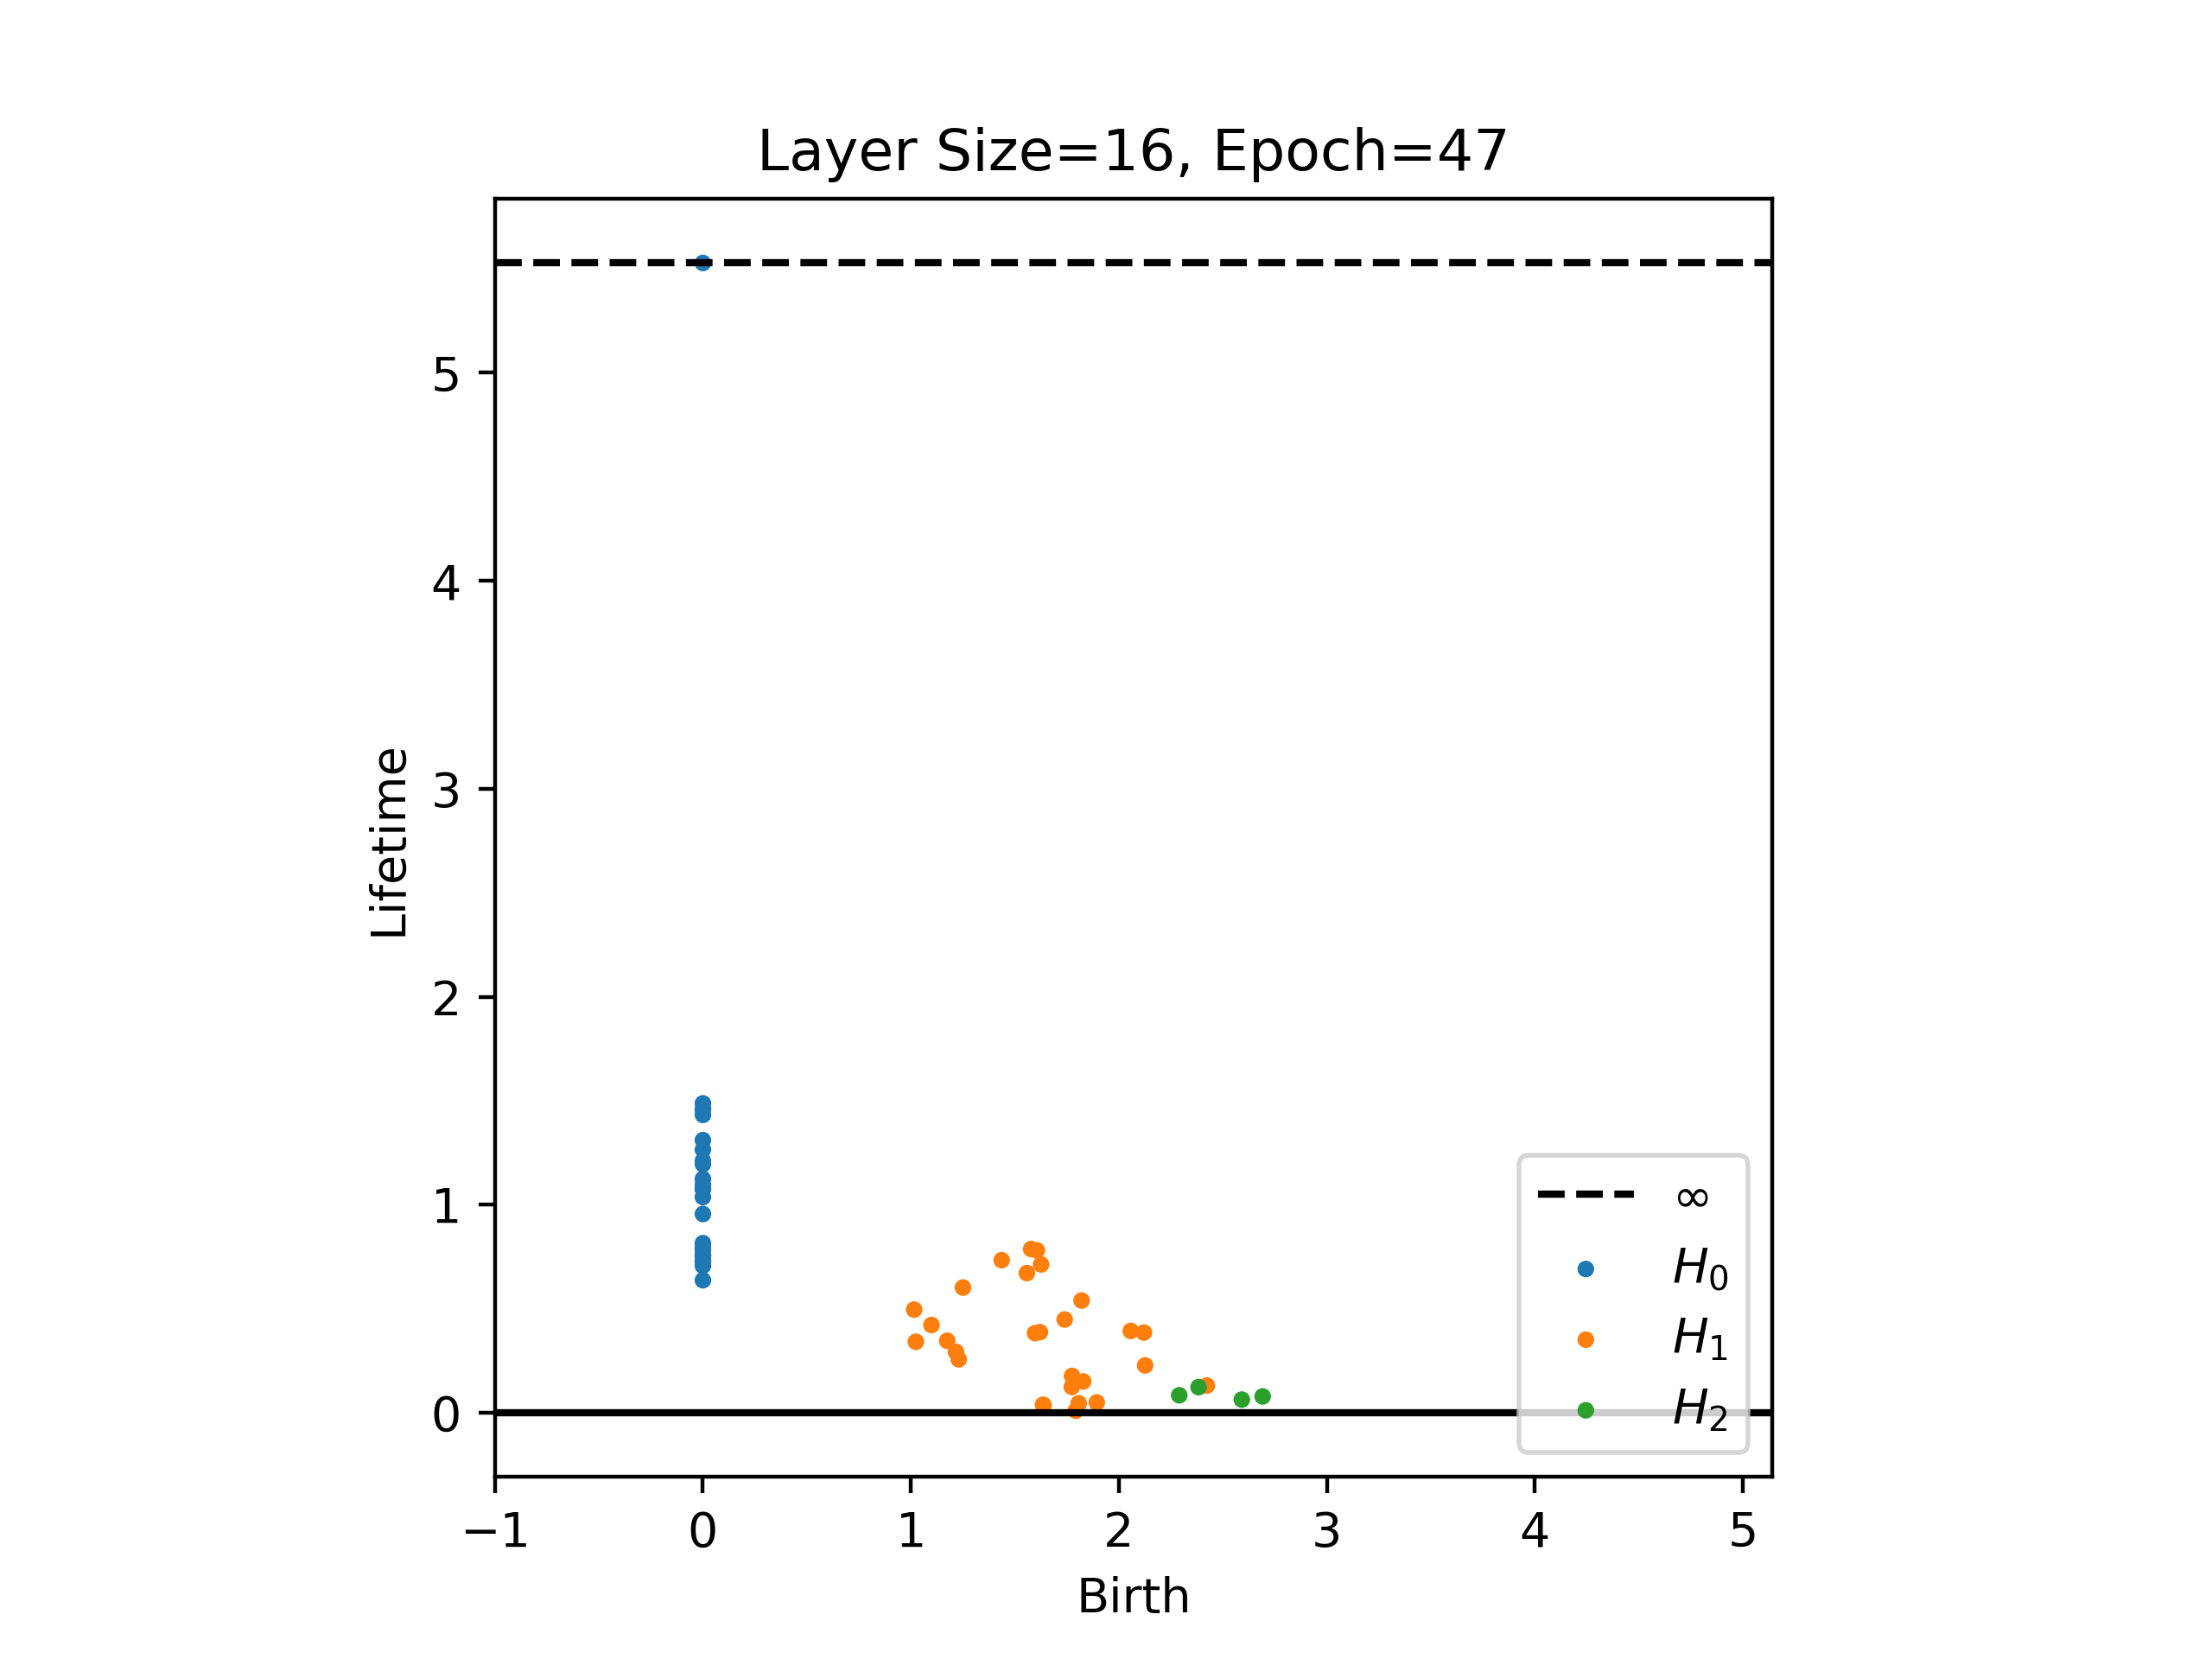 Layer Size=16, Epoch=47
5
4
3
2
1
0
Lifetime
∞
H₀
H₁
H₂
−1 0 1 2 3 4 5
Birth